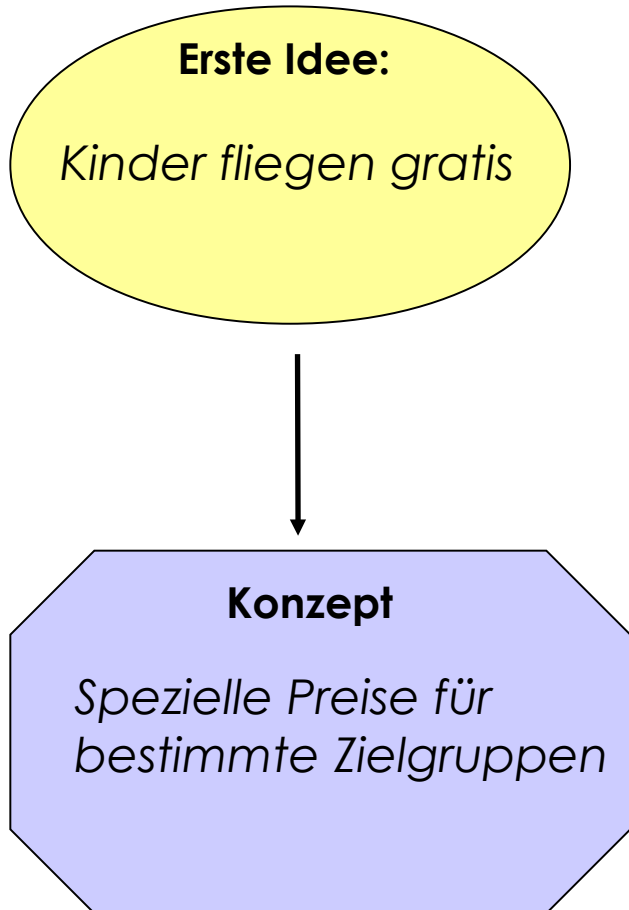 Erste Idee:
Kinder fliegen gratis
Konzept
Spezielle Preise für
bestimmte Zielgruppen